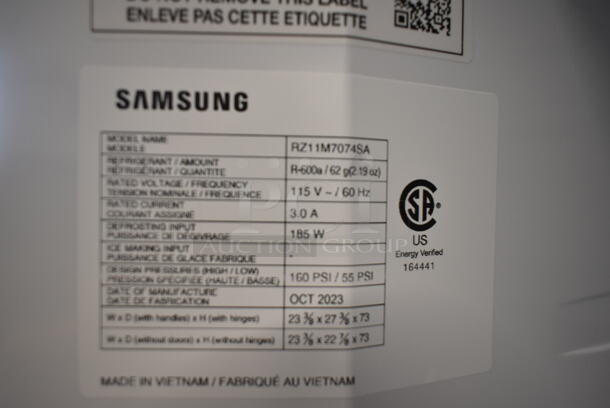 ENLEVE PAS CETTE ETIQUETTE
SAMSUNG
MODEL NAME
MODELE
RZ11M7074SA
REFRIGERANT / AMOUNT
REFRIGERANT / QUANTITE
R-600a / 62 g(2.19 oz)
RATED VOLTAGE / FREQUENCY
TENSION NOMINALE / FREQUENCE
115 V ~ / 60 Hz
RATED CURRENT
COURANT ASSIGNE
3.0 A
DEFROSTING INPUT
PUISSANCE DE DEGIVRAGE
185 W
ICE MAKING INPUT
PUISSANCE DE GLACE FABRIQUE
-
DESIGN PRESSURES (HIGH / LOW)
PRESSION SPECIFIEE (HAUTE / BASSE)
160 PSI / 55 PSI
DATE OF MANUFACTURE
DATE DE FABRICATION
OCT 2023
W x D (with handles) x H (with hinges)
23 ⅜ x 27 ⅞ x 73
W x D (without doors) x H (without hinges)
23 ⅜ x 22 ⅞ x 73
SA
US
Energy Verified
164441
AUCTION GROUP
MADE IN VIETNAM / FABRIQUÉ AU VIETNAM